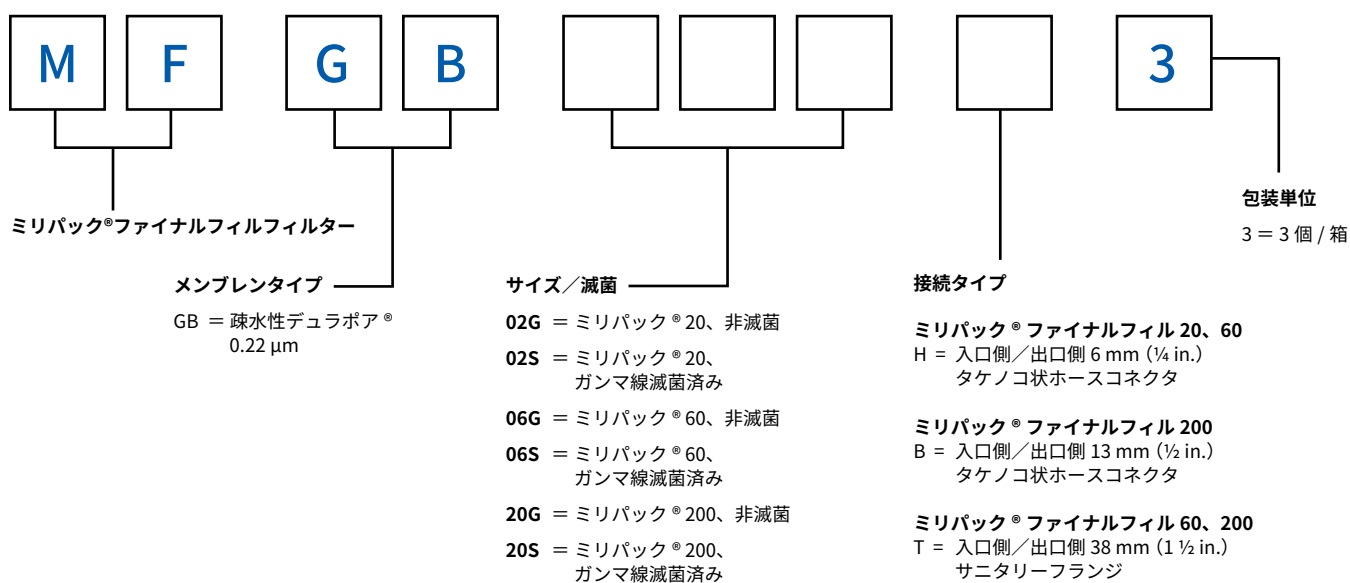 M F G B 3
ミリパック®ファイナルフィルフィルター
メンブレンタイプ
GB ＝疎水性デュラポア®
0.22 µm
サイズ／滅菌
02G ＝ミリパック®20、非滅菌
02S ＝ミリパック®20、
ガンマ線滅菌済み
06G ＝ミリパック®60、非滅菌
06S ＝ミリパック®60、
ガンマ線滅菌済み
20G ＝ミリパック®200、非滅菌
20S ＝ミリパック®200、
ガンマ線滅菌済み
接続タイプ
ミリパック®ファイナルフィル 20、60
H = 入口側／出口側 6 mm（¼ in.）
タケノコ状ホースコネクタ
ミリパック®ファイナルフィル 200
B = 入口側／出口側 13 mm（½ in.）
タケノコ状ホースコネクタ
ミリパック®ファイナルフィル 60、200
T = 入口側／出口側 38 mm（1 ½ in.）
サニタリーフランジ
包装単位
3＝3 個 / 箱